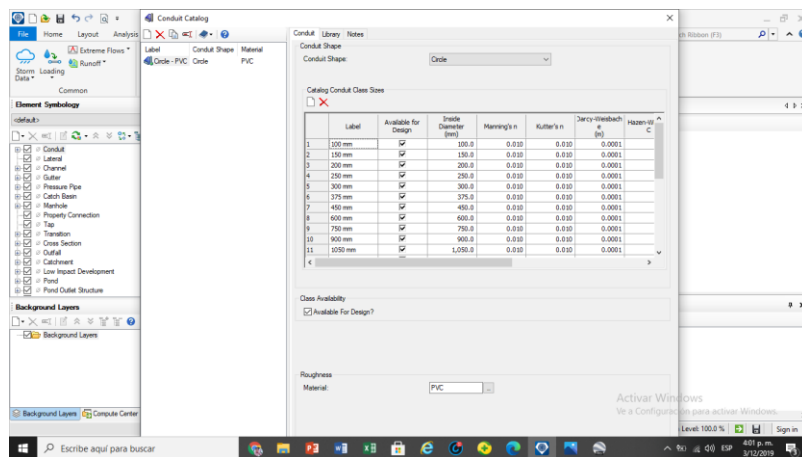 Conduit Catalog
File Home Layout Analysis
ch Ribbon (F3)
Extreme Flows
Runoff
Storm Data
Loading
Common
Element Symbology
<default>
Conduit
Lateral
Channel
Gutter
Pressure Pipe
Catch Basin
Manhole
Property Connection
Tap
Transition
Cross Section
Outfall
Catchment
Low Impact Development
Pond
Pond Outlet Structure
Background Layers
Background Layers
Background Layers Compute Center
Label Conduit Shape Material
Circle - PVC Circle PVC
Conduit Library Notes
Conduit Shape
Conduit Shape: Circle
Catalog Conduit Class Sizes
Label Available for Design Inside Diameter (mm) Manning's n Kutter's n Darcy-Weisbach e (in) Hazen-W C
1 100 mm 100.0 0.010 0.010 0.0001
2 150 mm 150.0 0.010 0.010 0.0001
3 200 mm 200.0 0.010 0.010 0.0001
4 250 mm 250.0 0.010 0.010 0.0001
5 300 mm 300.0 0.010 0.010 0.0001
6 375 mm 375.0 0.010 0.010 0.0001
7 450 mm 450.0 0.010 0.010 0.0001
8 600 mm 600.0 0.010 0.010 0.0001
9 750 mm 750.0 0.010 0.010 0.0001
10 900 mm 900.0 0.010 0.010 0.0001
11 1050 mm 1,050.0 0.010 0.010 0.0001
Class Availability
Available For Design?
Roughness
Material: PVC
Activar Windows
Ve a Configuración para activar Windows.
Level: 100.0 % Sign in
Escribe aquí para buscar
ESP
4:01 p. m.
3/12/2019